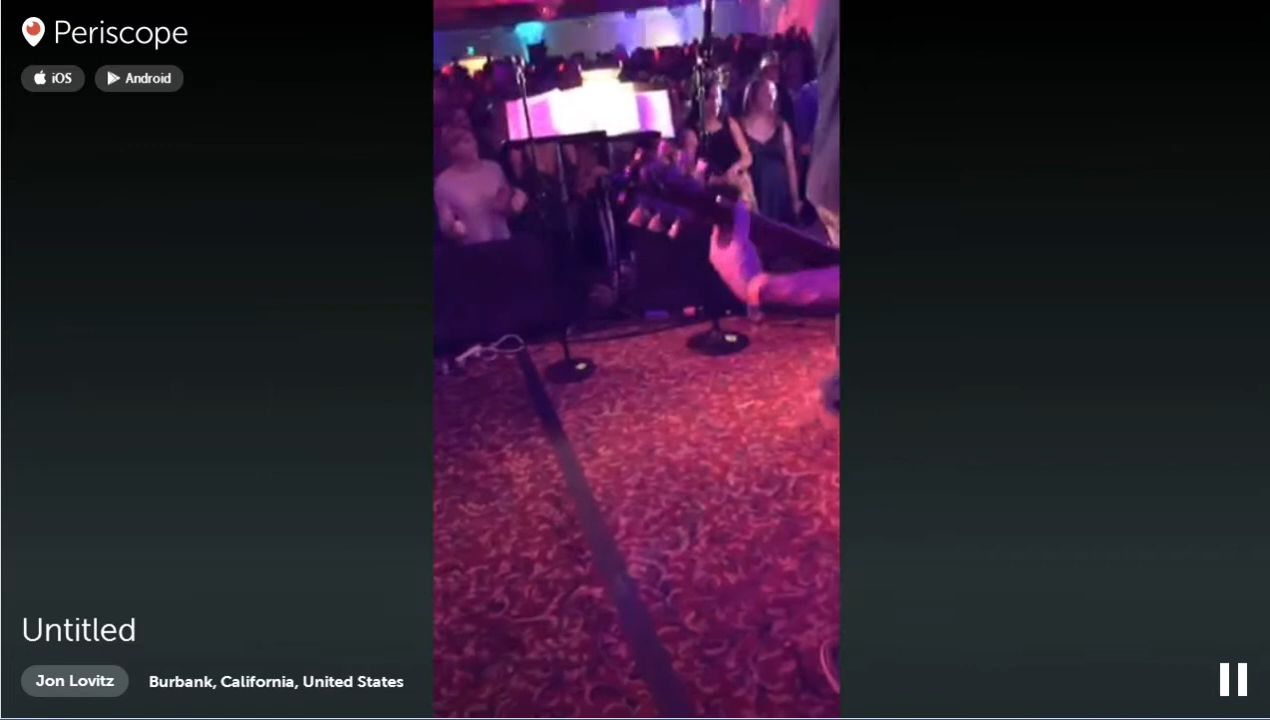 Periscope
iOS
Android
Untitled
Jon Lovitz
Burbank, California, United States